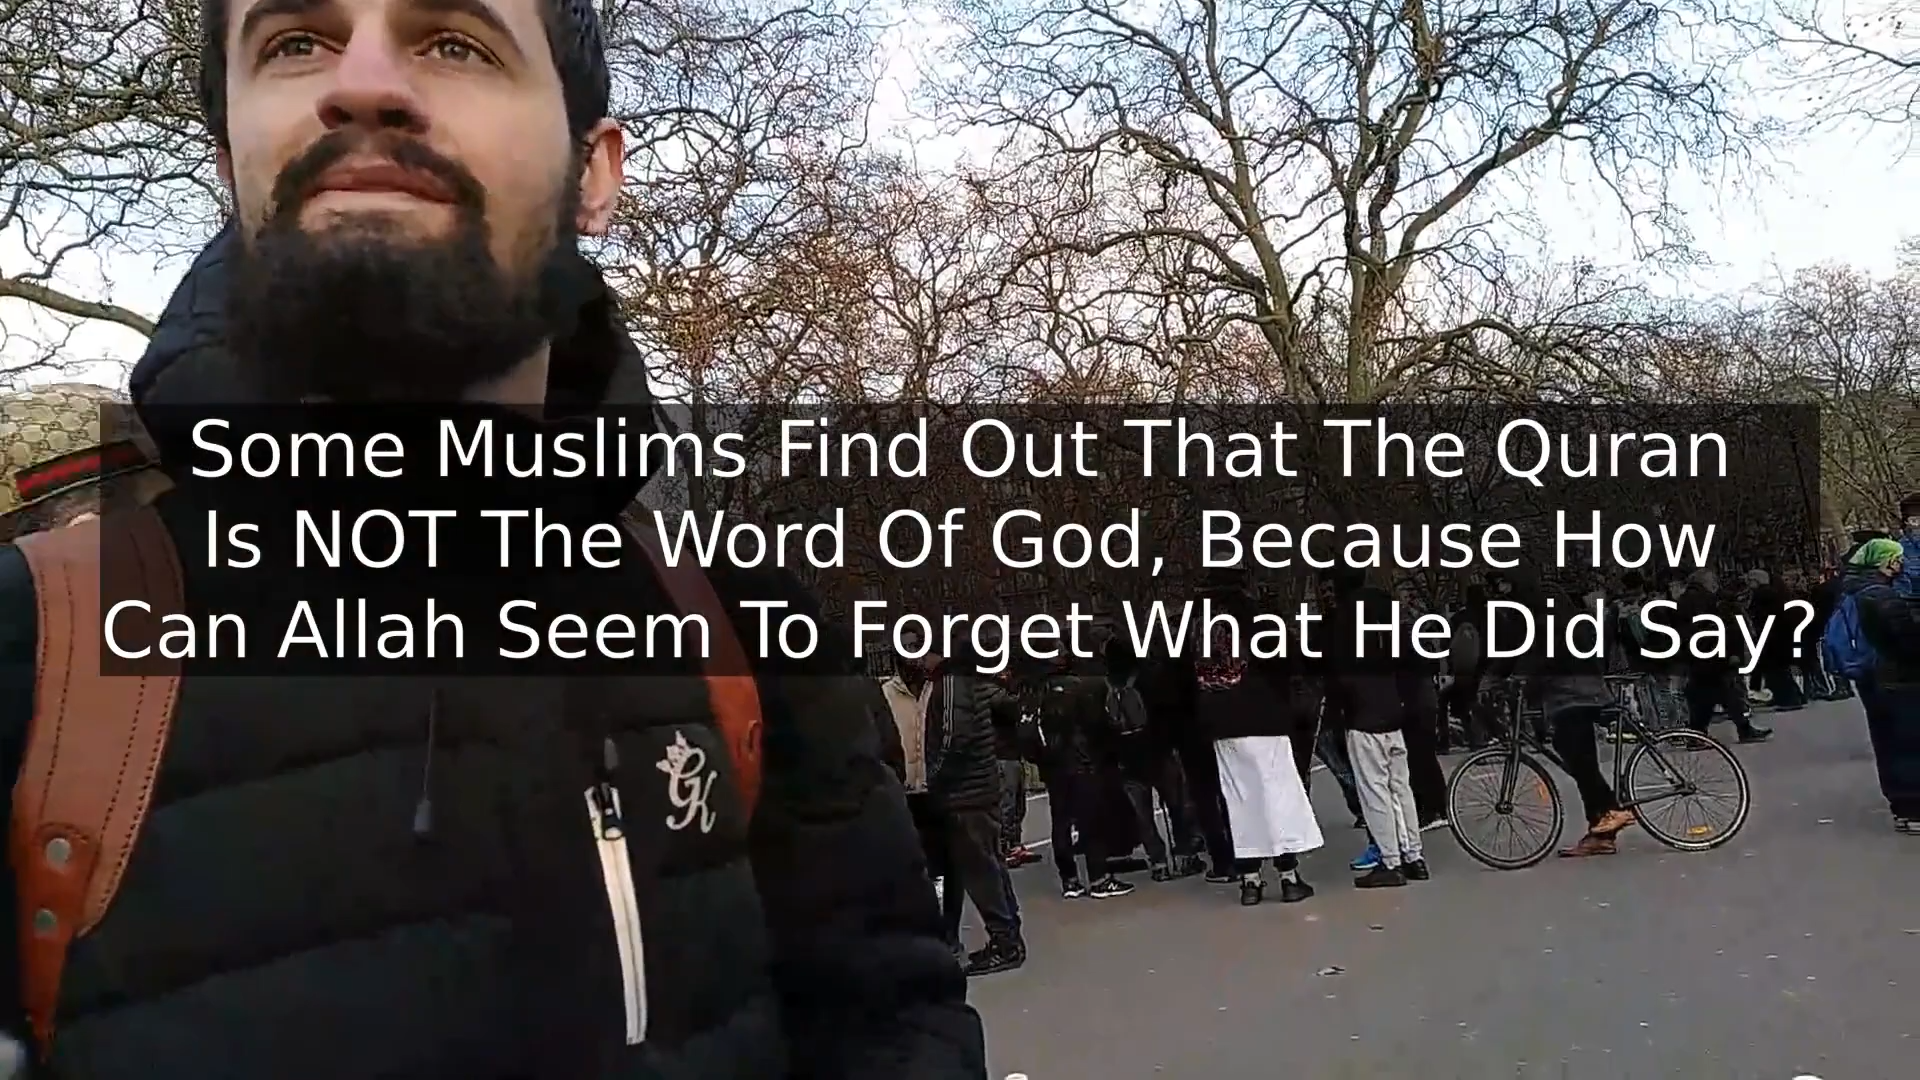 Some Muslims Find Out That The Quran
Is NOT The Word Of God, Because How
Can Allah Seem To Forget What He Did Say?
GK